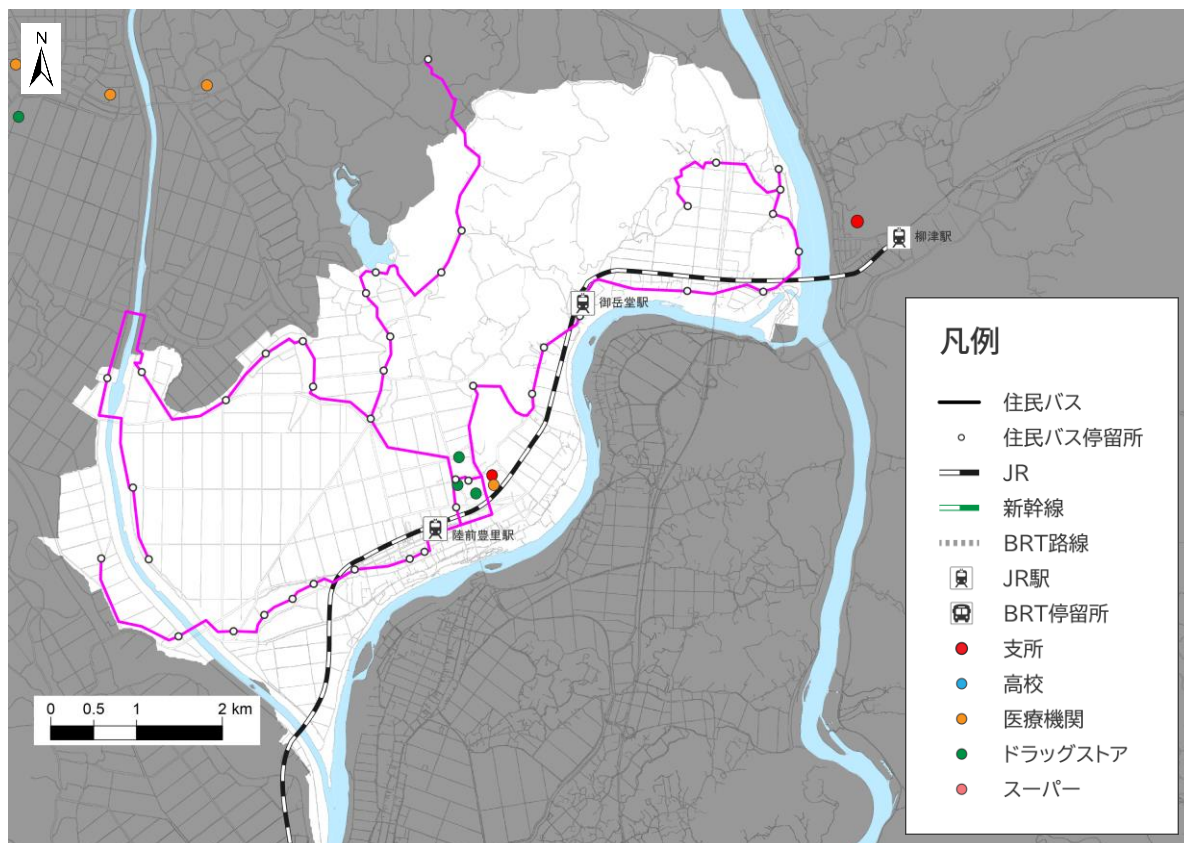 N
柳津駅
御岳堂駅
陸前豊里駅
凡例
住民バス
住民バス停留所
JR
新幹線
BRT路線
JR駅
BRT停留所
支所
高校
医療機関
ドラッグストア
スーパー
0 0.5 1 2 km